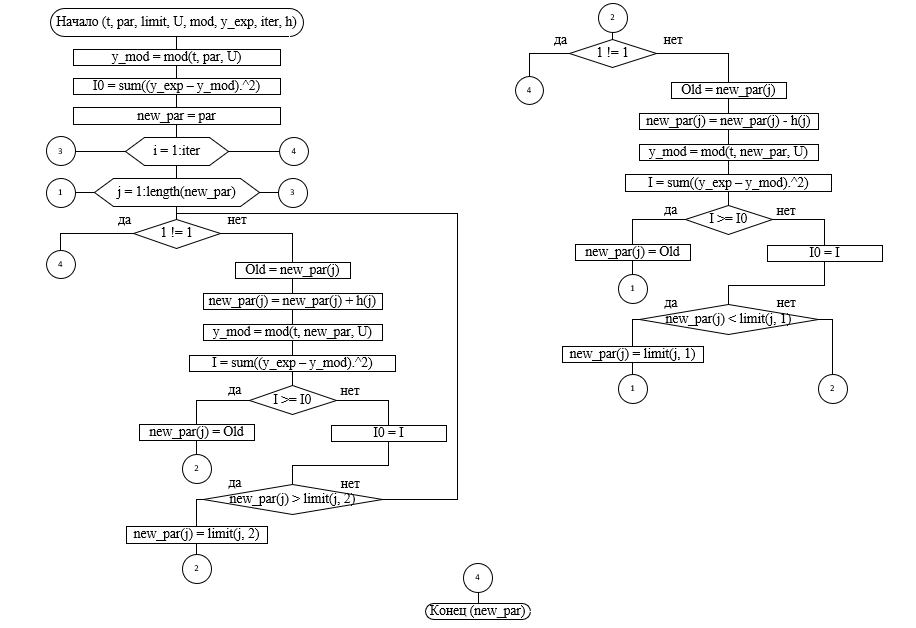 Начало (t, par, limit, U, mod, y_exp, iter, h)
y_mod = mod(t, par, U)
I0 = sum((y_exp – y_mod).^2)
new_par = par
3
i = 1:iter
4
1
j = 1:length(new_par)
3
да
нет
1 != 1
4
Old = new_par(j)
new_par(j) = new_par(j) + h(j)
y_mod = mod(t, new_par, U)
I = sum((y_exp – y_mod).^2)
да
нет
I >= I0
new_par(j) = Old
I0 = I
2
да
нет
new_par(j) > limit(j, 2)
new_par(j) = limit(j, 2)
2
2
да
нет
1 != 1
4
Old = new_par(j)
new_par(j) = new_par(j) - h(j)
y_mod = mod(t, new_par, U)
I = sum((y_exp – y_mod).^2)
да
нет
I >= I0
new_par(j) = Old
I0 = I
1
да
нет
new_par(j) < limit(j, 1)
new_par(j) = limit(j, 1)
1
2
4
Конец (new_par)